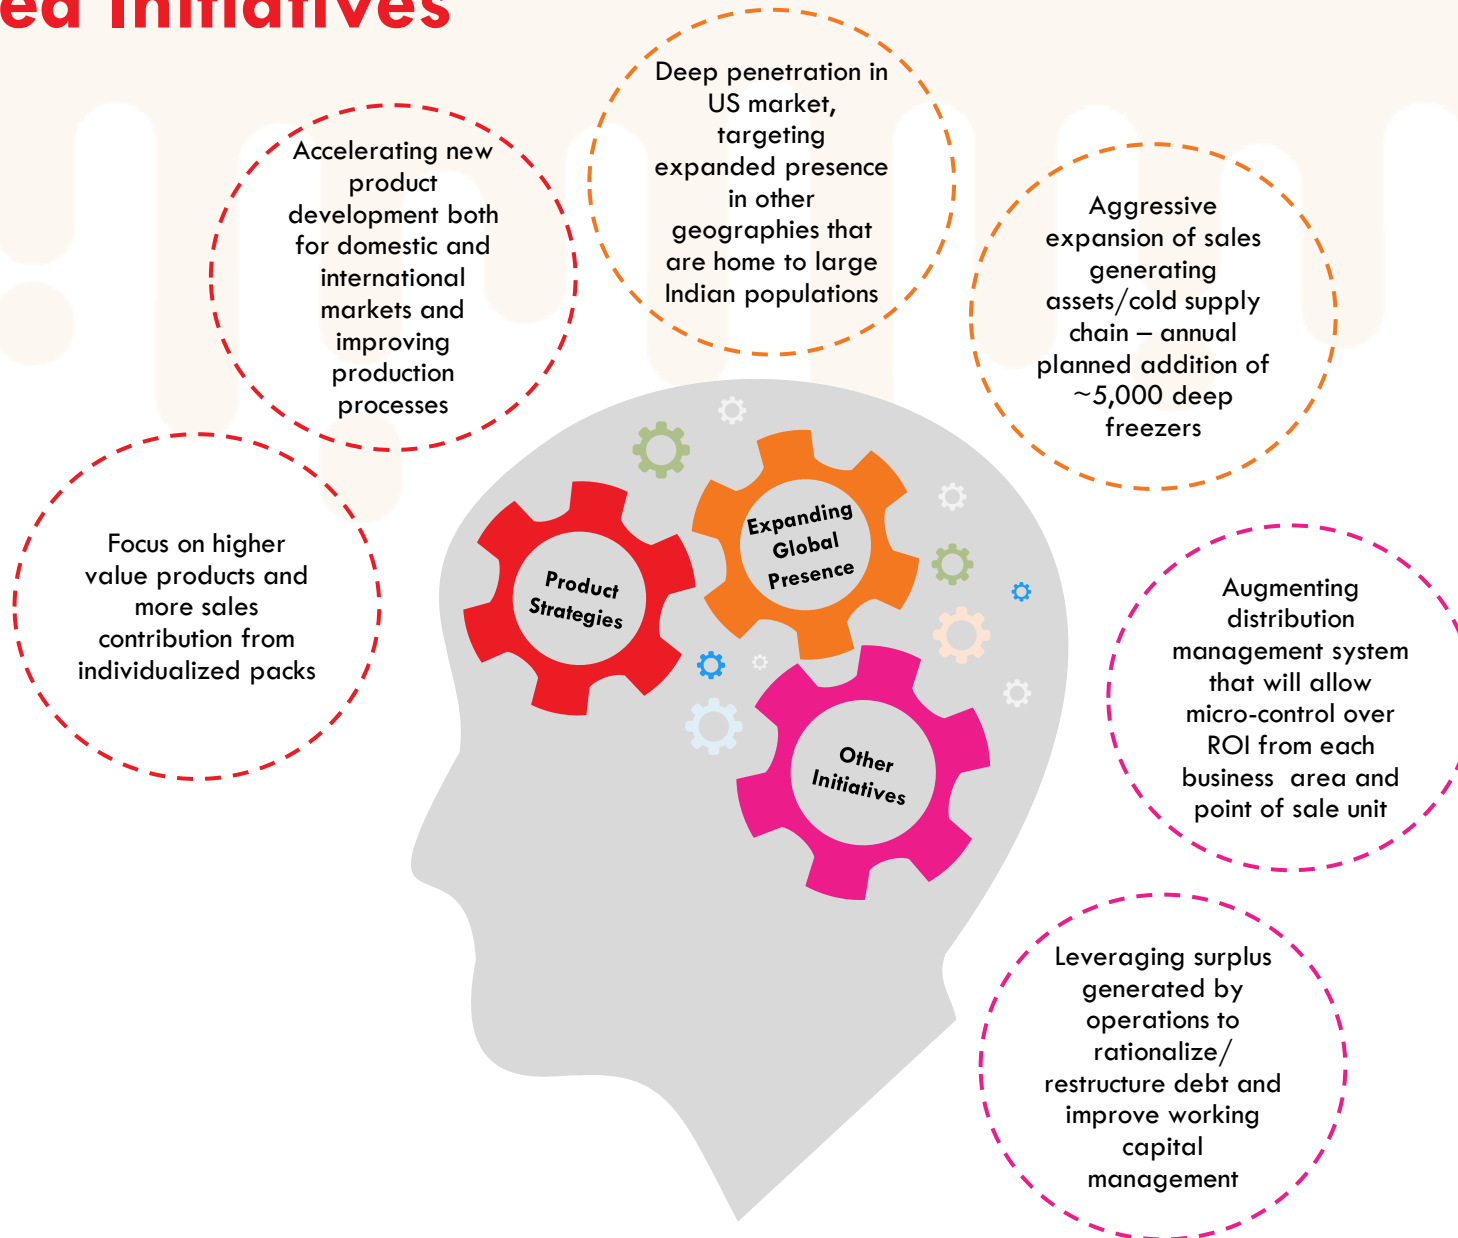 ed Initiatives
Deep penetration in
US market,
targeting
expanded presence
in other
geographies that
are home to large
Indian populations
Accelerating new
product
development both
for domestic and
international
markets and
improving
production
processes
Aggressive
expansion of sales
generating
assets/cold supply
chain – annual
planned addition of
~5,000 deep
freezers
Focus on higher
value products and
more sales
contribution from
individualized packs
Product
Strategies
Expanding
Global
Presence
Other
Initiatives
Augmenting
distribution
management system
that will allow
micro-control over
ROI from each
business  area and
point of sale unit
Leveraging surplus
generated by
operations to
rationalize/
restructure debt and
improve working
capital
management